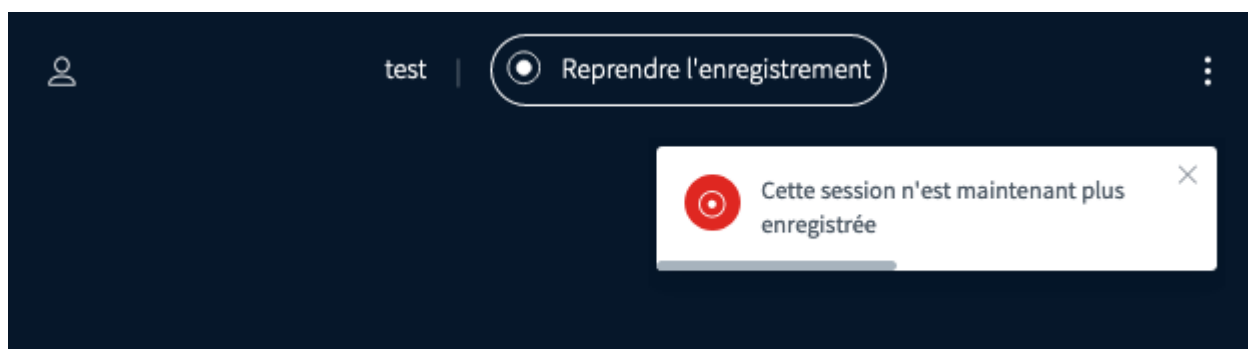 test | Reprendre l'enregistrement
Cette session n'est maintenant plus
enregistrée